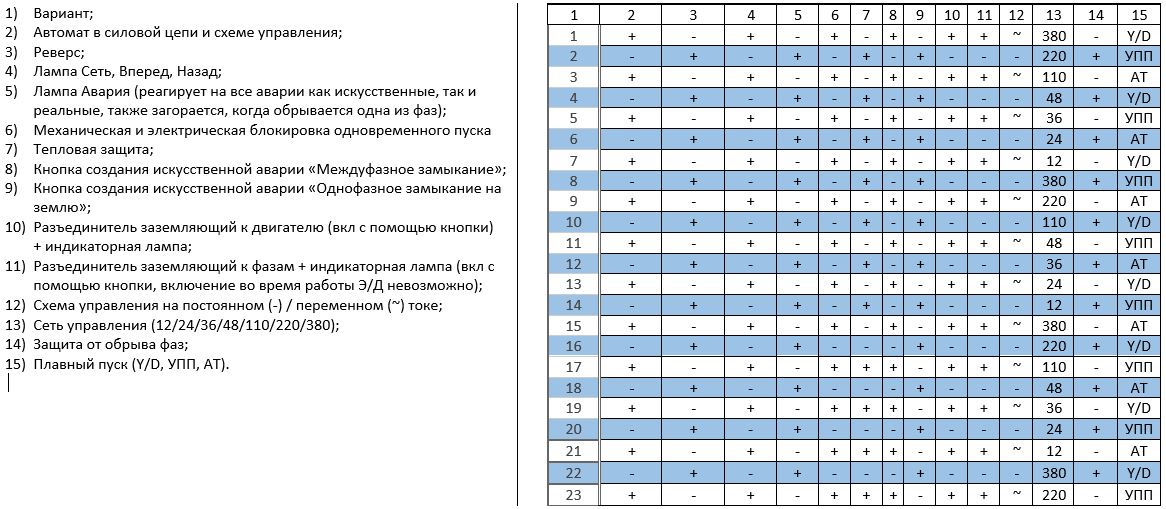 1) Вариант;
2) Автомат в силовой цепи и схеме управления;
3) Реверс;
4) Лампа Сеть, Вперед, Назад;
5) Лампа Авария (реагирует на все аварии как искусственные, так и
реальные, также загорается, когда обрывается одна из фаз);
6) Механическая и электрическая блокировка одновременного пуска
7) Тепловая защита;
8) Кнопка создания искусственной аварии «Междуфазное замыкание»;
9) Кнопка создания искусственной аварии «Однофазное замыкание на
землю»;
10) Разъединитель заземляющий к двигателю (вкл с помощью кнопки)
+ индикаторная лампа;
11) Разъединитель заземляющий к фазам + индикаторная лампа (вкл с
помощью кнопки, включение во время работы Э/Д невозможно);
12) Схема управления на постоянном (-) / переменном (~) токе;
13) Сеть управления (12/24/36/48/110/220/380);
14) Защита от обрыва фаз;
15) Плавный пуск (Y/D, УПП, АТ).
1 2 3 4 5 6 7 8 9 10 11 12 13 14 15
1 + - + - + - + - + + ~ 380 - Y/D
2 - + - + - + - + - - - 220 + УПП
3 + - + - + - + - + + ~ 110 - АТ
4 - + - + - + - + - - - 48 + Y/D
5 + - + - + - + - + + ~ 36 - УПП
6 - + - + - + - + - - - 24 + АТ
7 + - + - + - + - + + ~ 12 - Y/D
8 - + - + - + - + - - - 380 + УПП
9 + - + - + - + - + + ~ 220 - АТ
10 - + - + - + - + - - - 110 + Y/D
11 + - + - + - + - + + ~ 48 - УПП
12 - + - + - + - + - - - 36 + АТ
13 + - + - + - + - + + ~ 24 - Y/D
14 - + - + - + - + - - - 12 + УПП
15 + - + - + - + - + + ~ 380 - АТ
16 - + - + - - - + - - - 220 + Y/D
17 + - + - + + + - + + ~ 110 - УПП
18 - + - + - - - + - - - 48 + АТ
19 + - + - + + + - + + ~ 36 - Y/D
20 - + - + - - - + - - - 24 + УПП
21 + - + - + + + - + + ~ 12 - АТ
22 - + - + - - - + - - - 380 + Y/D
23 + - + - + - + - + + ~ 220 - УПП